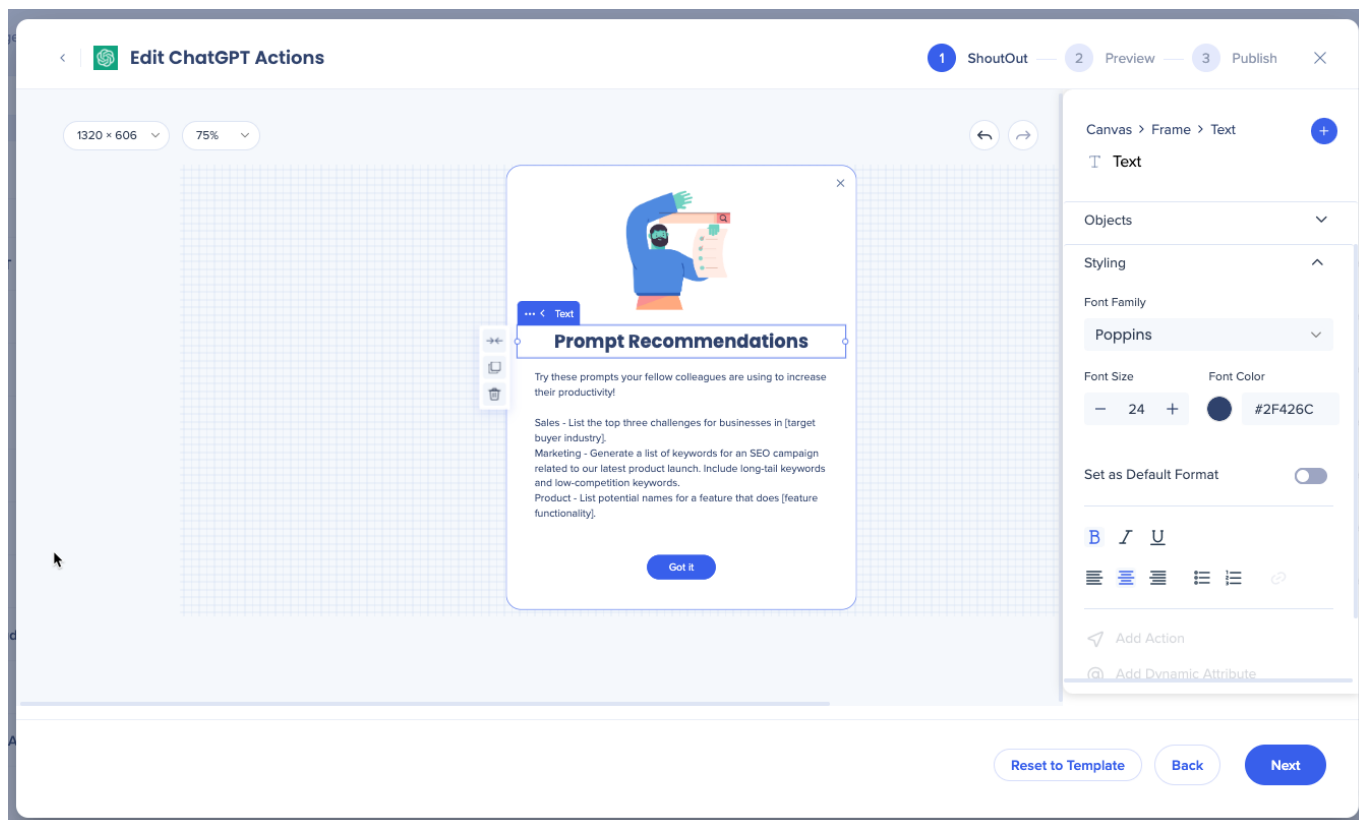 Edit ChatGPT Actions
1 ShoutOut 2 Preview 3 Publish
1320 × 606 75%
Canvas > Frame > Text
T Text
Objects
Styling
Font Family
Poppins
Font Size Font Color
− 24 + #2F426C
Set as Default Format
B I U
Add Action
Add Dynamic Attribute
Text
Prompt Recommendations
Try these prompts your fellow colleagues are using to increase
their productivity!
Sales - List the top three challenges for businesses in [target
buyer industry].
Marketing - Generate a list of keywords for an SEO campaign
related to our latest product launch. Include long-tail keywords
and low-competition keywords.
Product - List potential names for a feature that does [feature
functionality].
Got it
Reset to Template Back Next